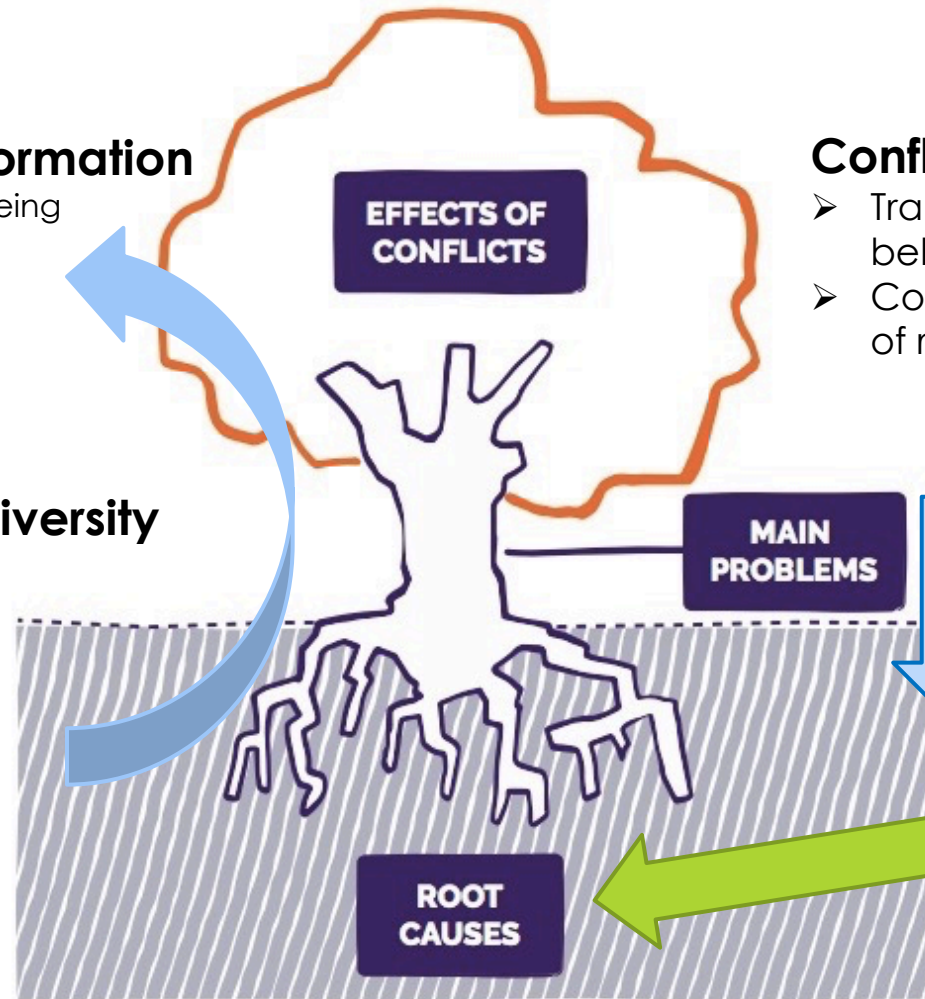 ormation
eing
EFFECTS OF
CONFLICTS
Confl
➢ Tra
bel
➢ Co
of r
iversity
MAIN
PROBLEMS
ROOT
CAUSES